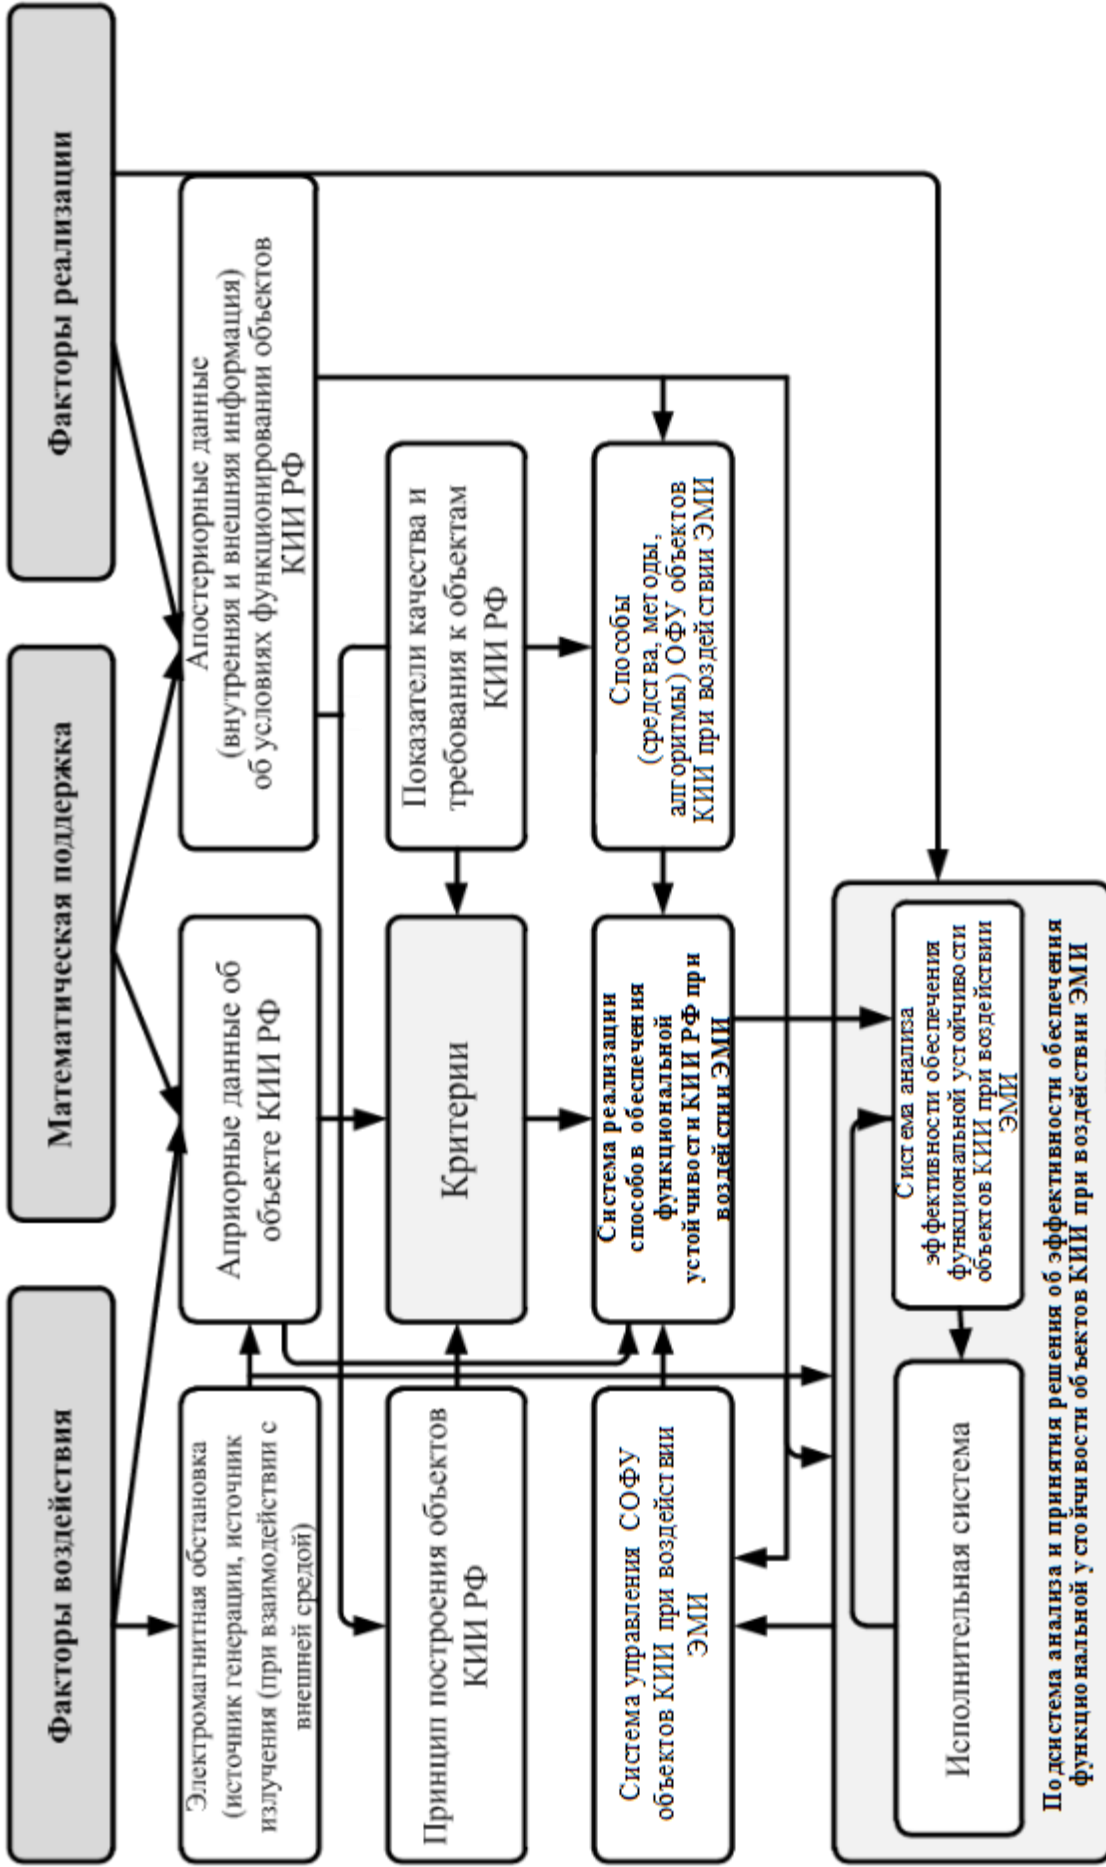 Факторы воздействия
Математическая поддержка
Факторы реализации
Электромагнитная обстановка
(источник генерации, источник
излучения (при взаимодействии с
внешней средой)
Априорные данные об
объекте КИИ РФ
Апостериорные данные
(внутренняя и внешняя информация)
об условиях функционировании объектов
КИИ РФ
Принцип построения объектов
КИИ РФ
Критерии
Показатели качества и
требования к объектам
КИИ РФ
Система управления СОФУ
объектов КИИ при воздействии
ЭМИ
Система реализации
способов обеспечения
функциональной
устойчивости КИИ РФ при
воздействии ЭМИ
Способы
(средства, методы,
алгоритмы) ОФУ объектов
КИИ при воздействии ЭМИ
Исполнительная система
Система анализа
эффективности обеспечения
функциональной устойчивости
объектов КИИ при воздействии
ЭМИ
Подсистема анализа и принятия решения об эффективности обеспечения
функциональной устойчивости объектов КИИ при воздействии ЭМИ